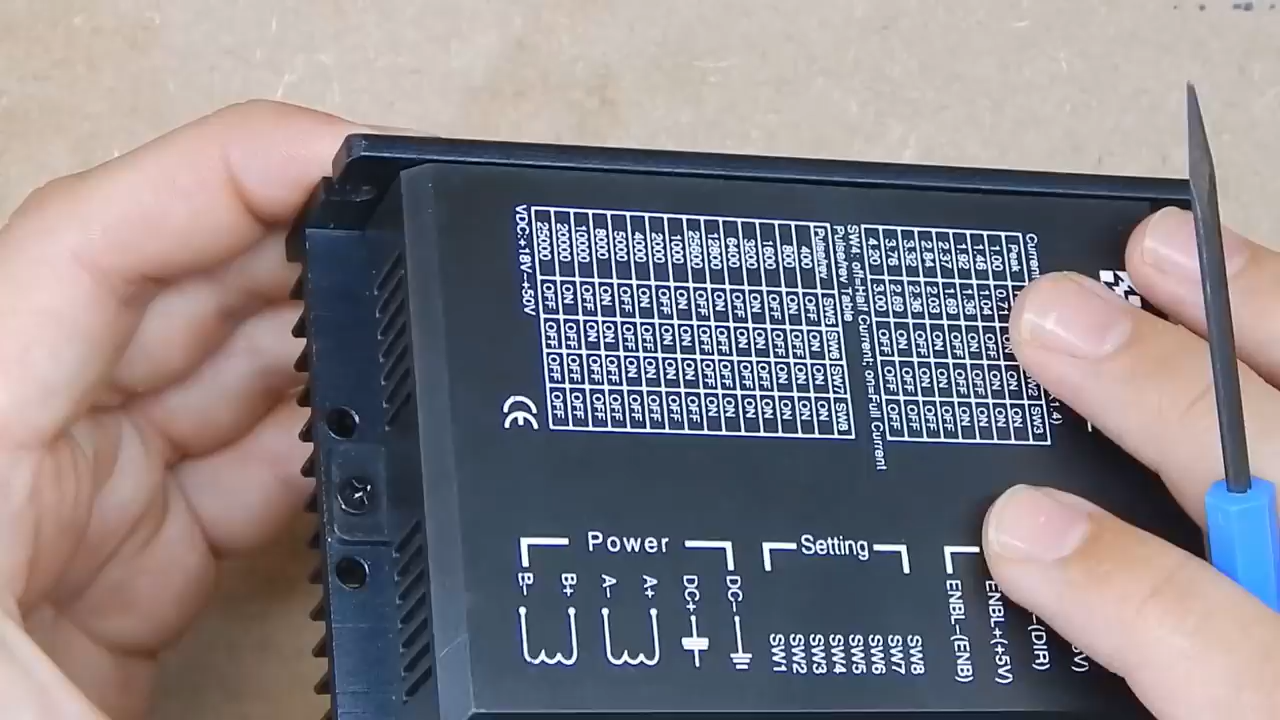 Current
Peak SW2 SW3
1.00 0.71 ON ON ON
1.46 1.04 OFF ON ON
1.92 1.36 ON OFF ON
2.37 1.69 OFF OFF ON
2.84 2.03 ON ON OFF
3.32 2.36 OFF ON OFF
3.76 2.69 ON OFF OFF
4.20 3.00 OFF OFF OFF
SW4: off=Half Current; on=Full Current
Pulse/rev Table
Pulse/rev SW5 SW6 SW7 SW8
400 OFF ON ON ON
800 ON OFF ON ON
1600 OFF OFF ON ON
3200 ON ON OFF ON
6400 OFF ON OFF ON
12800 ON OFF OFF ON
25600 OFF OFF OFF ON
1000 ON ON ON OFF
2000 OFF ON ON OFF
4000 ON OFF ON OFF
5000 OFF OFF ON OFF
8000 ON ON OFF OFF
10000 OFF ON OFF OFF
20000 ON OFF OFF OFF
25000 OFF OFF OFF OFF
VDC:+18V~+50V
CE
(DIR)
ENBL+(+5V)
ENBL-(ENB)
Setting
SW8
SW7
SW6
SW5
SW4
SW3
SW2
SW1
Power
DC-
DC+
A+
A-
B+
B-